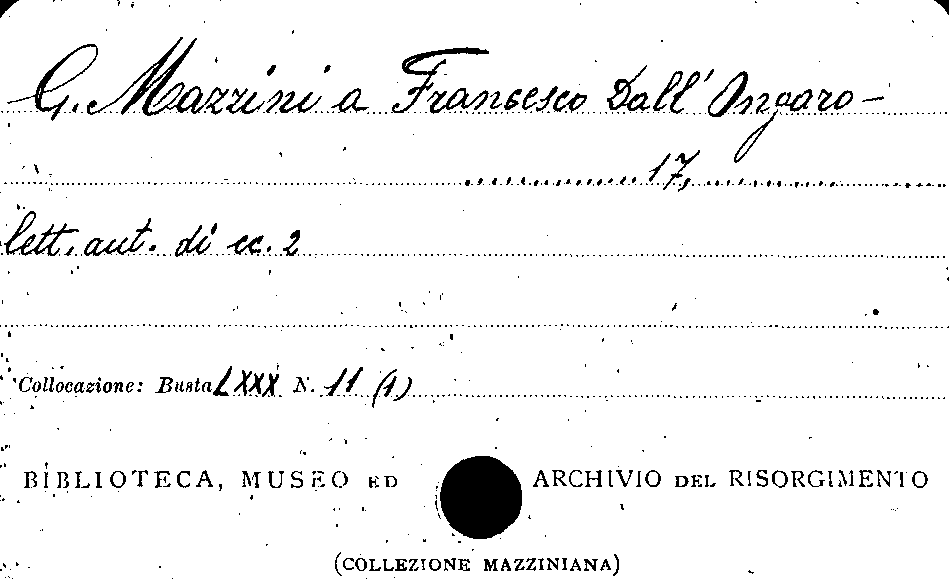 G. Mazzini a Francesco Dall'Ongaro -
.................. 17, ..................
lett. aut. di cc. 2
Collocazione: Busta LXXX N. 11 (1)
BIBLIOTECA, MUSEO ED ARCHIVIO DEL RISORGIMENTO
(COLLEZIONE MAZZINIANA)